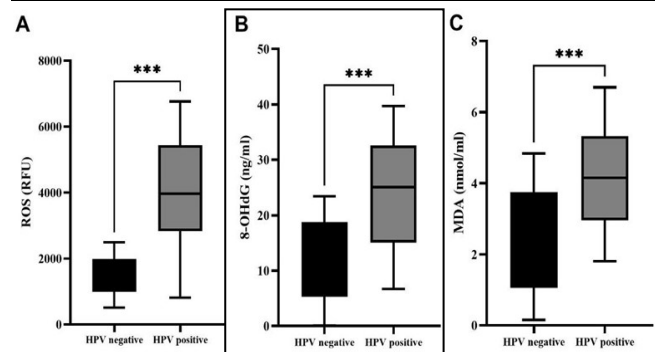 A
ROS (RFU)
8000
6000
4000
2000
0
***
HPV negative
HPV positive
B
8-OHdG (ng/ml)
50
40
30
20
10
0
***
HPV negative
HPV positive
C
MDA (nmol/ml)
8
6
4
2
0
***
HPV negative
HPV positive